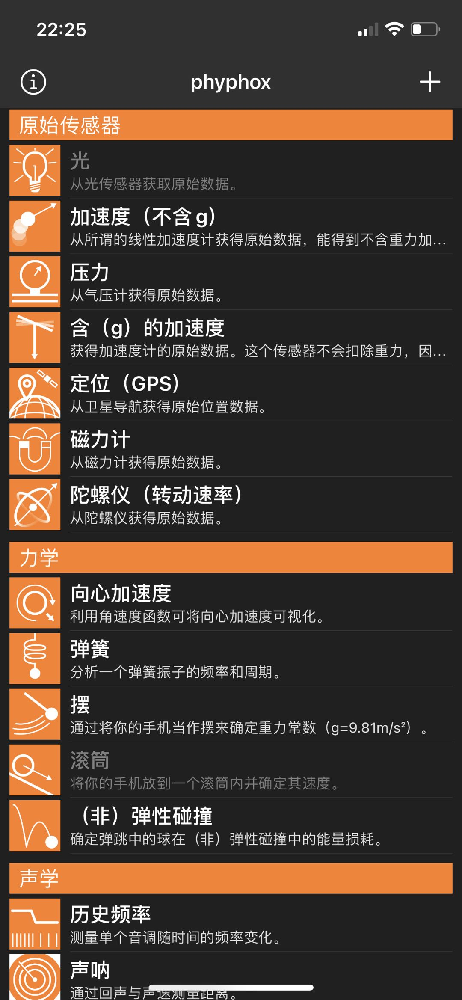 22:25
phyphox
原始传感器
光
从光传感器获取原始数据。
加速度（不含 g）
从所谓的线性加速度计获得原始数据，能得到不含重力加…
压力
从气压计获得原始数据。
含（g）的加速度
获得加速度计的原始数据。这个传感器不会扣除重力，因…
定位（GPS）
从卫星导航获得原始位置数据。
磁力计
从磁力计获得原始数据。
陀螺仪（转动速率）
从陀螺仪获得原始数据。
力学
向心加速度
利用角速度函数可将向心加速度可视化。
弹簧
分析一个弹簧振子的频率和周期。
摆
通过将你的手机当作摆来确定重力常数（g=9.81m/s²）。
滚筒
将你的手机放到一个滚筒内并确定其速度。
（非）弹性碰撞
确定弹跳中的球在（非）弹性碰撞中的能量损耗。
声学
历史频率
测量单个音调随时间的频率变化。
声呐
通过回声与声速测量距离。